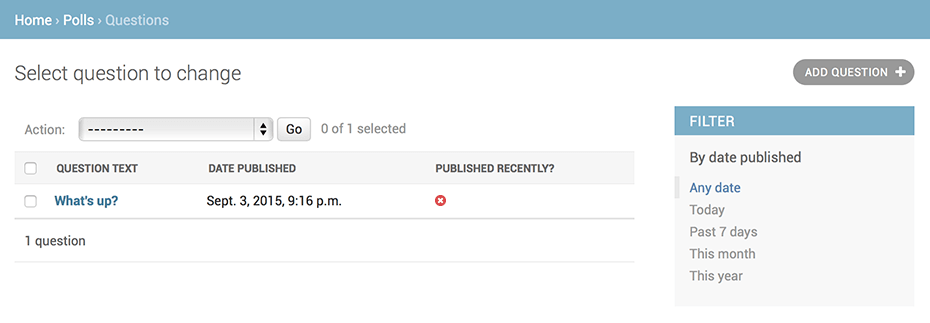 Home › Polls › Questions
Select question to change
ADD QUESTION +
Action: --------- Go 0 of 1 selected
QUESTION TEXT DATE PUBLISHED PUBLISHED RECENTLY?
What's up? Sept. 3, 2015, 9:16 p.m.
1 question
FILTER
By date published
Any date
Today
Past 7 days
This month
This year